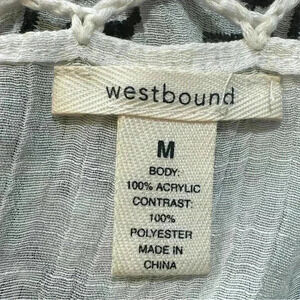 westbound
M
BODY:
100% ACRYLIC
CONTRAST:
100%
POLYESTER
MADE IN
CHINA